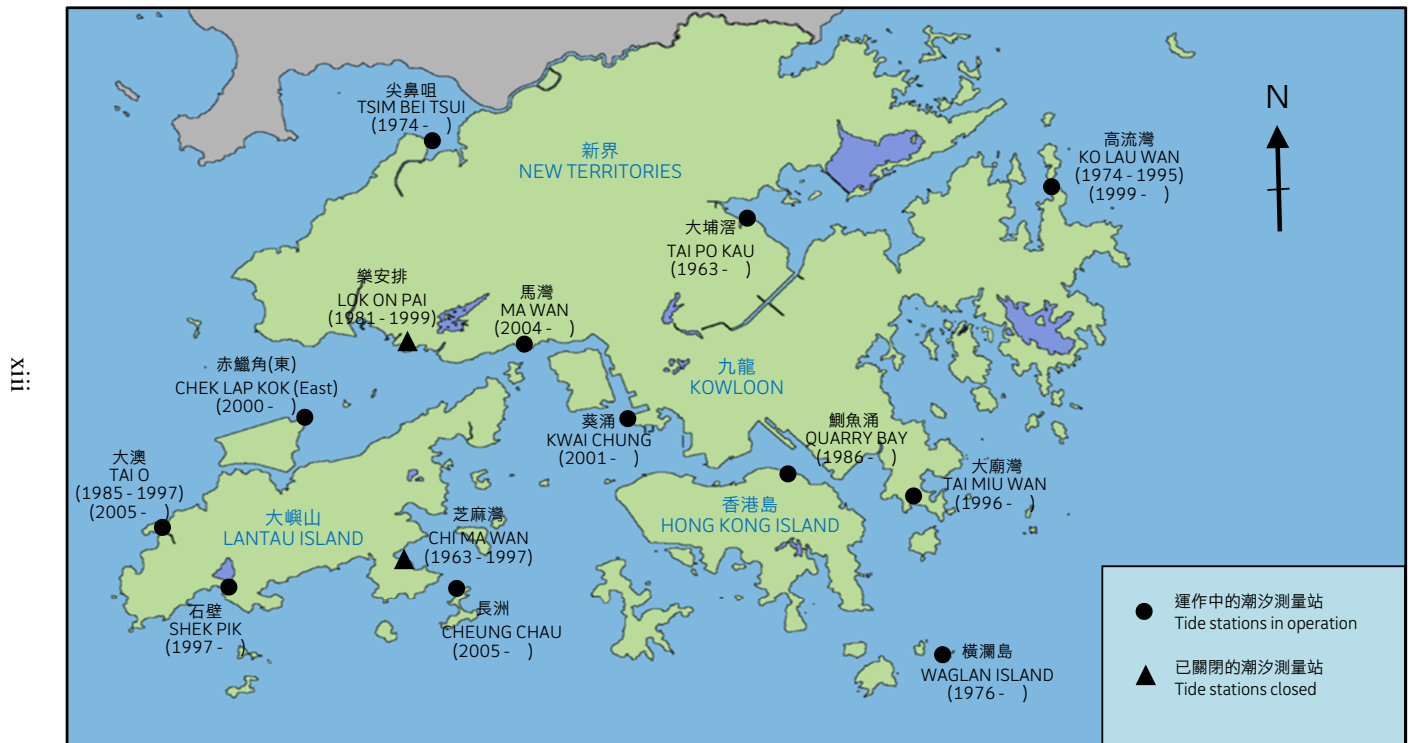 尖鼻咀
TSIM BEI TSUI
(1974 - )
新界
NEW TERRITORIES
高流灣
KO LAU WAN
(1974 - 1995)
(1999 - )
N
大埔滘
TAI PO KAU
(1963 - )
樂安排
LOK ON PAI
(1981 - 1999)
馬灣
MA WAN
(2004 - )
xiii
赤鱲角(東)
CHEK LAP KOK (East)
(2000 - )
九龍
KOWLOON
葵涌
KWAI CHUNG
(2001 - )
鰂魚涌
QUARRY BAY
(1986 - )
大澳
TAI O
(1985 - 1997)
(2005 - )
大廟灣
TAI MIU WAN
(1996 - )
大嶼山
LANTAU ISLAND
芝麻灣
CHI MA WAN
(1963 - 1997)
香港島
HONG KONG ISLAND
石壁
SHEK PIK
(1997 - )
長洲
CHEUNG CHAU
(2005 - )
橫瀾島
WAGLAN ISLAND
(1976 - )
運作中的潮汐測量站
Tide stations in operation
已關閉的潮汐測量站
Tide stations closed